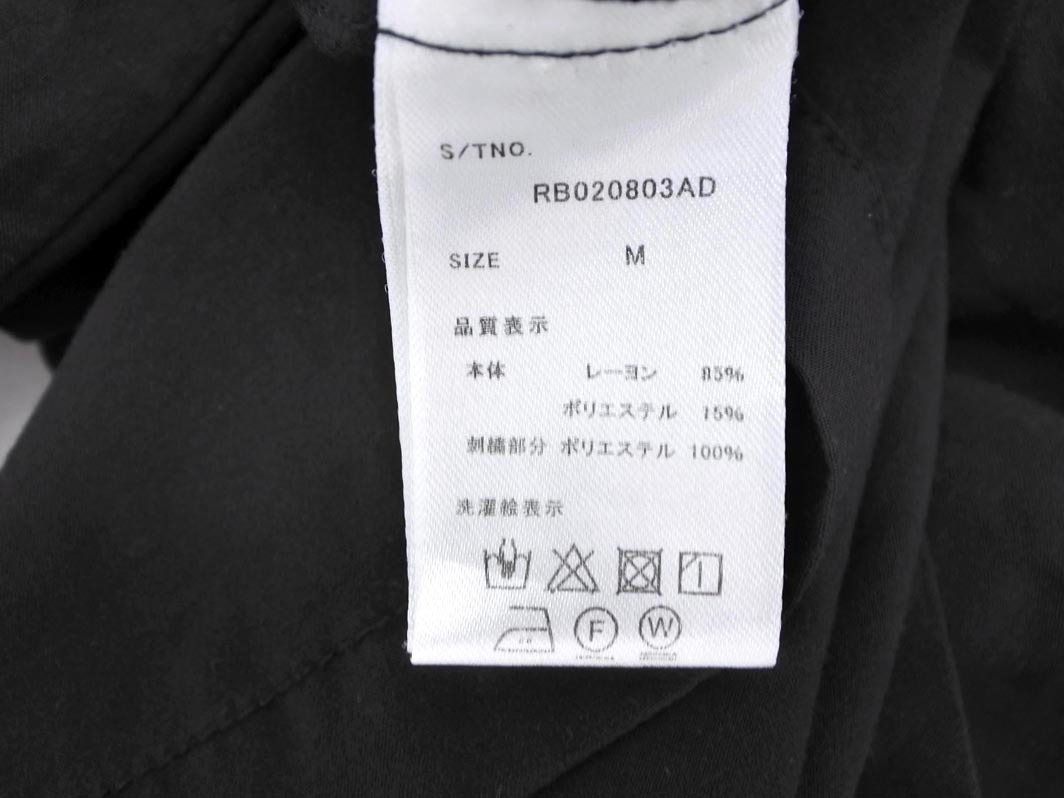 S/TNO.
RB020803AD
SIZE M
品質表示
本体 レーヨン 85%
ポリエステル 15%
刺繍部分 ポリエステル 100%
洗濯絵表示
F W